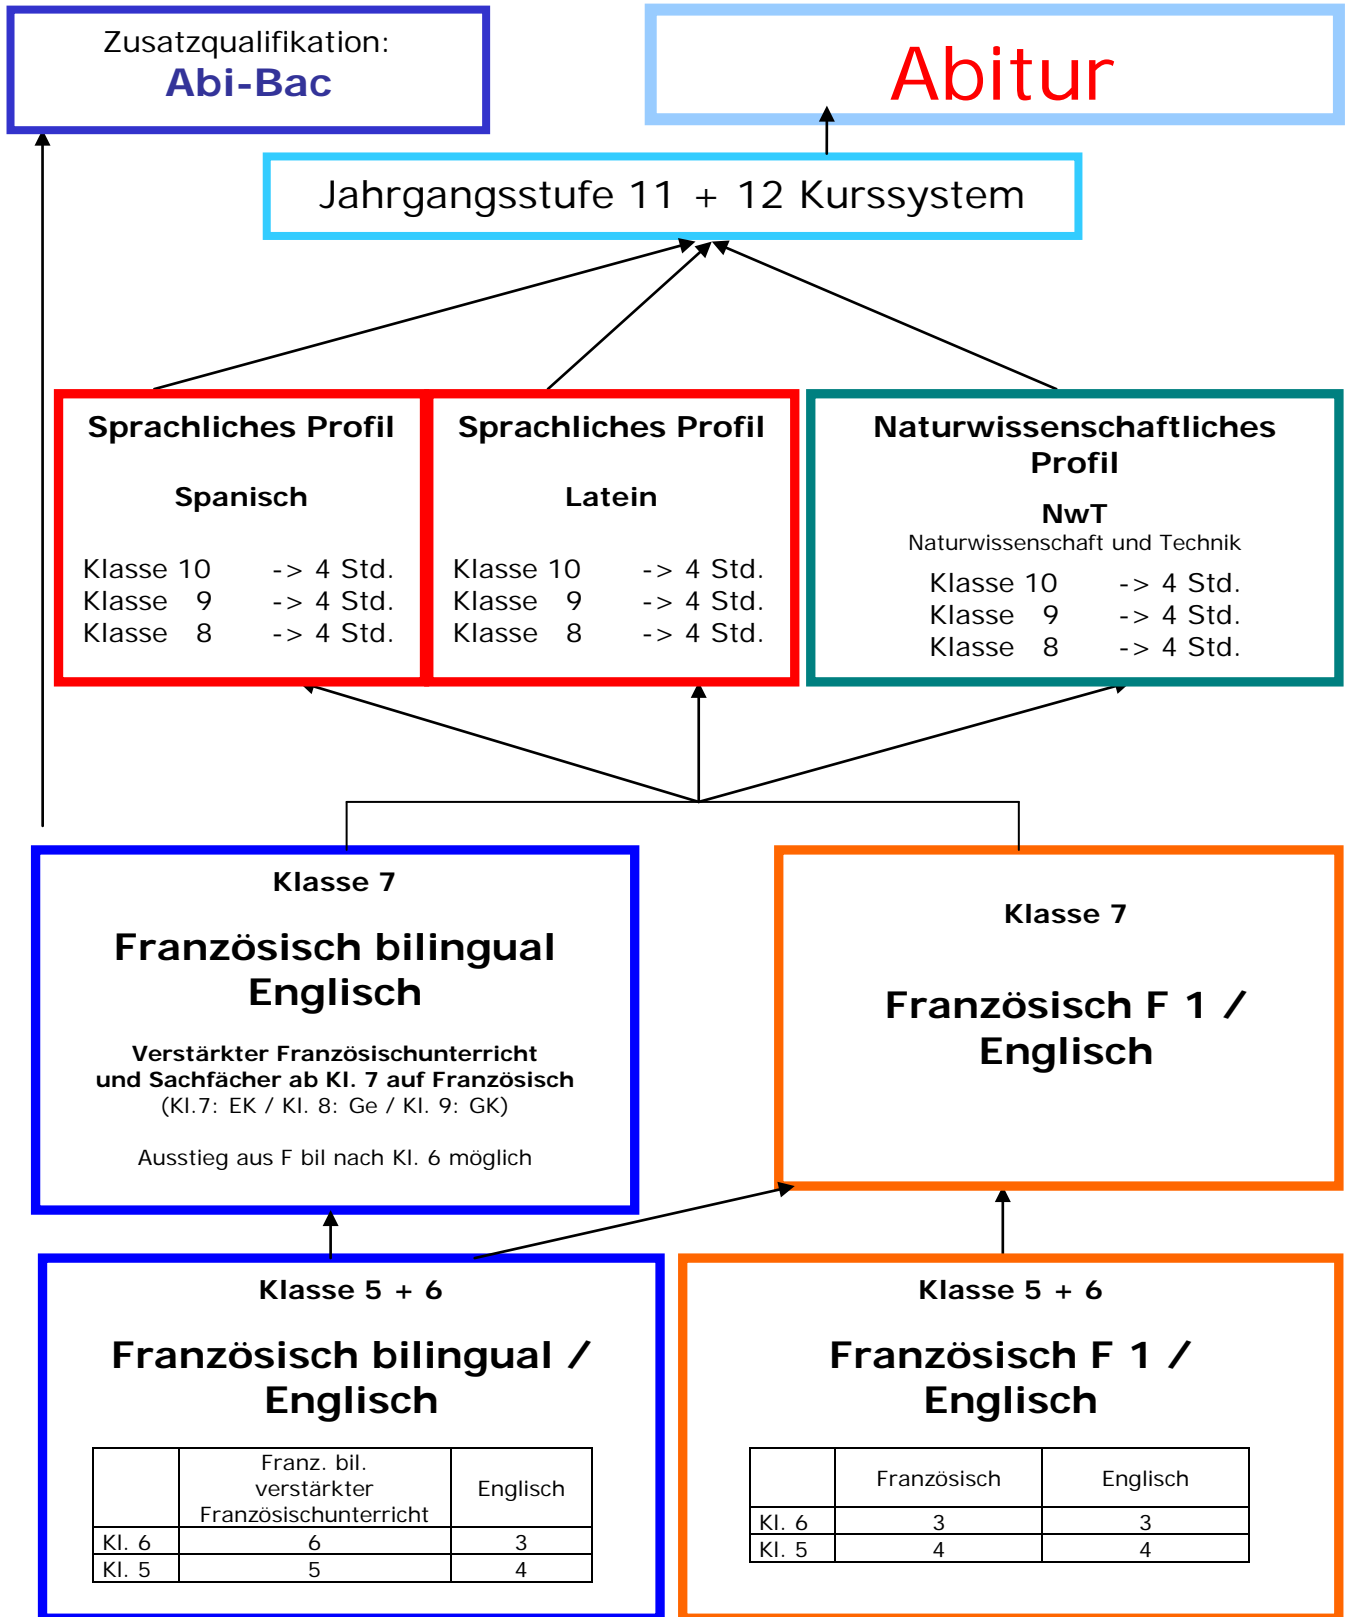 Zusatzqualifikation:
Abi-Bac
Abitur
Jahrgangsstufe 11 + 12 Kurssystem
Sprachliches Profil
Spanisch
Klasse 10 -> 4 Std.
Klasse 9 -> 4 Std.
Klasse 8 -> 4 Std.
Sprachliches Profil
Latein
Klasse 10 -> 4 Std.
Klasse 9 -> 4 Std.
Klasse 8 -> 4 Std.
Naturwissenschaftliches
Profil
NwT
Naturwissenschaft und Technik
Klasse 10 -> 4 Std.
Klasse 9 -> 4 Std.
Klasse 8 -> 4 Std.
Klasse 7
Französisch bilingual
Englisch
Verstärkter Französischunterricht
und Sachfächer ab Kl. 7 auf Französisch
(Kl.7: EK / Kl. 8: Ge / Kl. 9: GK)
Ausstieg aus F bil nach Kl. 6 möglich
Klasse 7
Französisch F 1 /
Englisch
Klasse 5 + 6
Französisch bilingual /
Englisch
Franz. bil.
verstärkter
Französischunterricht
Englisch
Kl. 6 6 3
Kl. 5 5 4
Klasse 5 + 6
Französisch F 1 /
Englisch
Französisch Englisch
Kl. 6 3 3
Kl. 5 4 4